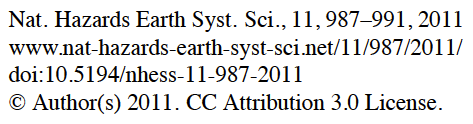 Nat. Hazards Earth Syst. Sci., 11, 987–991, 2011
www.nat-hazards-earth-syst-sci.net/11/987/2011/
doi:10.5194/nhess-11-987-2011
© Author(s) 2011. CC Attribution 3.0 License.